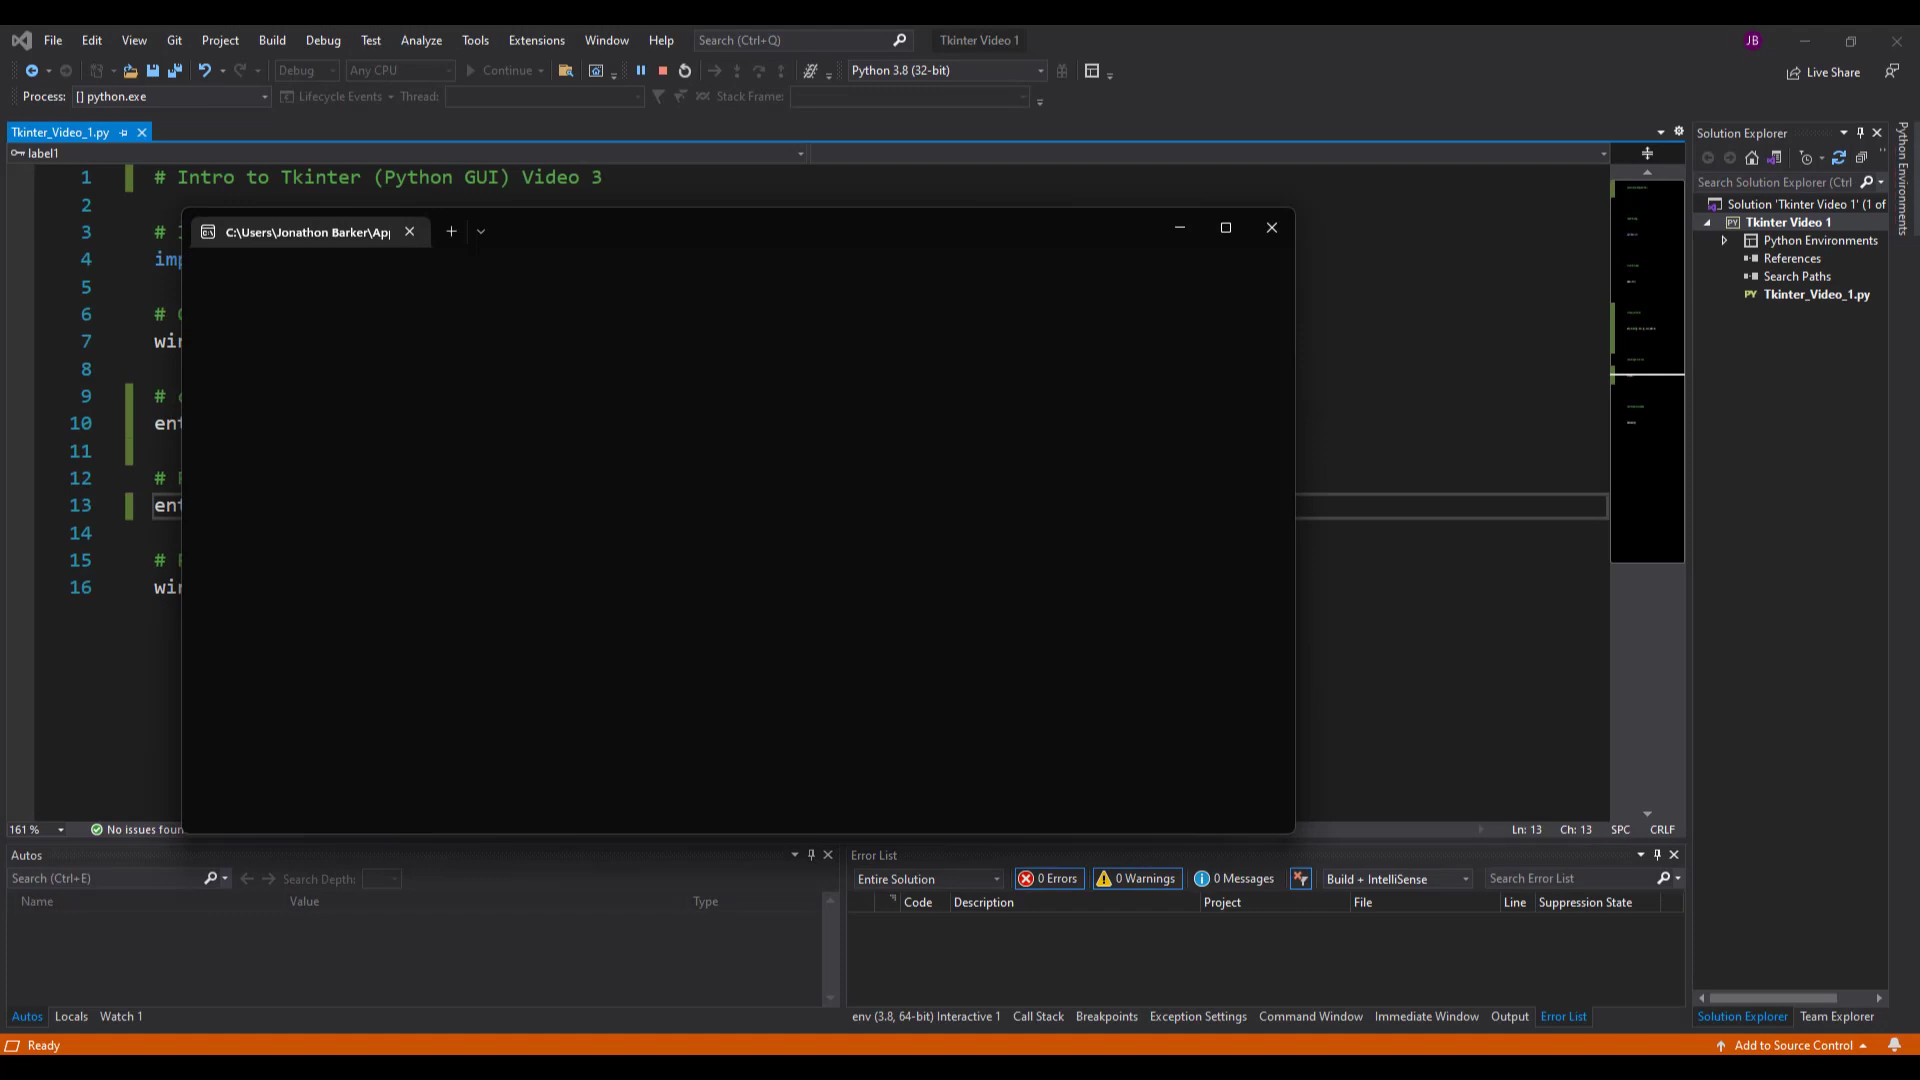 File Edit View Git Project Build Debug Test Analyze Tools Extensions Window Help Search (Ctrl+Q) Tkinter Video 1 JB
Debug Any CPU Continue Python 3.8 (32-bit) Live Share
Process: [] python.exe Lifecycle Events Thread: Stack Frame:
Tkinter_Video_1.py
label1
1 # Intro to Tkinter (Python GUI) Video 3
2
3 #
4 imp
5
6 #
7 win
8
9 #
10 ent
11
12 #
13 ent
14
15 #
16 win
C:\Users\Jonathon Barker\Ap
161 % No issues foun
Ln: 13 Ch: 13 SPC CRLF
Solution Explorer
Search Solution Explorer (Ctrl
Solution 'Tkinter Video 1' (1 of
Tkinter Video 1
Python Environments
References
Search Paths
PY Tkinter_Video_1.py
Python Environments
Autos
Search (Ctrl+E) Search Depth:
Name Value Type
Autos Locals Watch 1
Error List
Entire Solution 0 Errors 0 Warnings 0 Messages Build + IntelliSense Search Error List
Code Description Project File Line Suppression State
env (3.8, 64-bit) Interactive 1 Call Stack Breakpoints Exception Settings Command Window Immediate Window Output Error List
Solution Explorer Team Explorer
Ready Add to Source Control